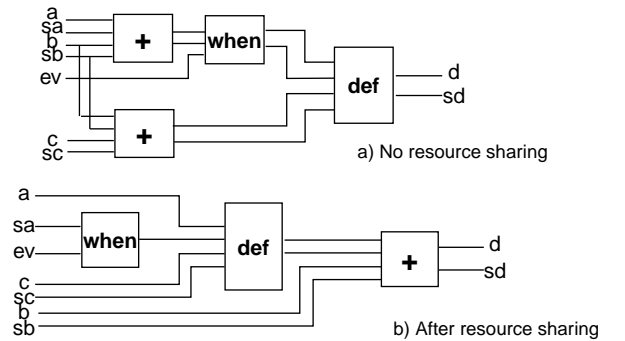 a
sa
b
sb
ev
+
when
def
d
sd
+
c
sc
a) No resource sharing
a
sa
ev
when
def
c
sc
b
sb
+
d
sd
b) After resource sharing